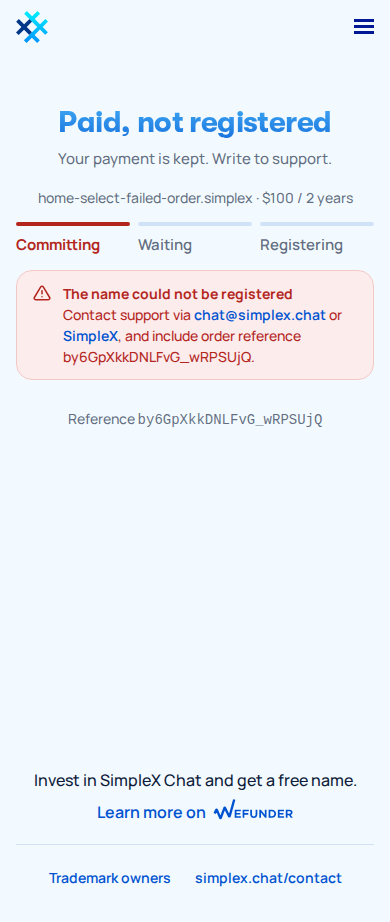 Paid, not registered
Your payment is kept. Write to support.
home-select-failed-order.simplex · $100 / 2 years
Committing
Waiting
Registering
The name could not be registered
Contact support via chat@simplex.chat or
SimpleX, and include order reference
by6GpXkkDNLFvG_wRPSUjQ.
Reference by6GpXkkDNLFvG_wRPSUjQ
Invest in SimpleX Chat and get a free name.
Learn more on WEFUNDER
Trademark owners
simplex.chat/contact